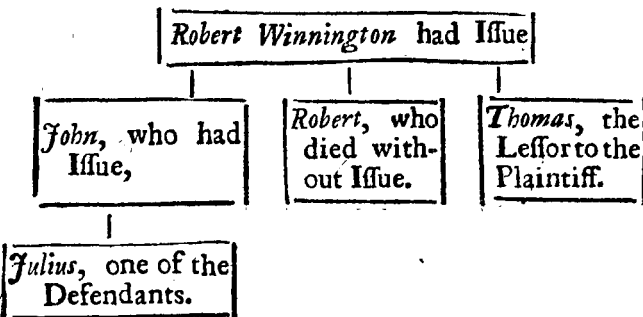 Robert Winnington had Iſſue
John, who had
Iſſue,
Robert, who
died with-
out Iſſue.
Thomas, the
Leſſor to the
Plaintiff.
Julius, one of the
Defendants.